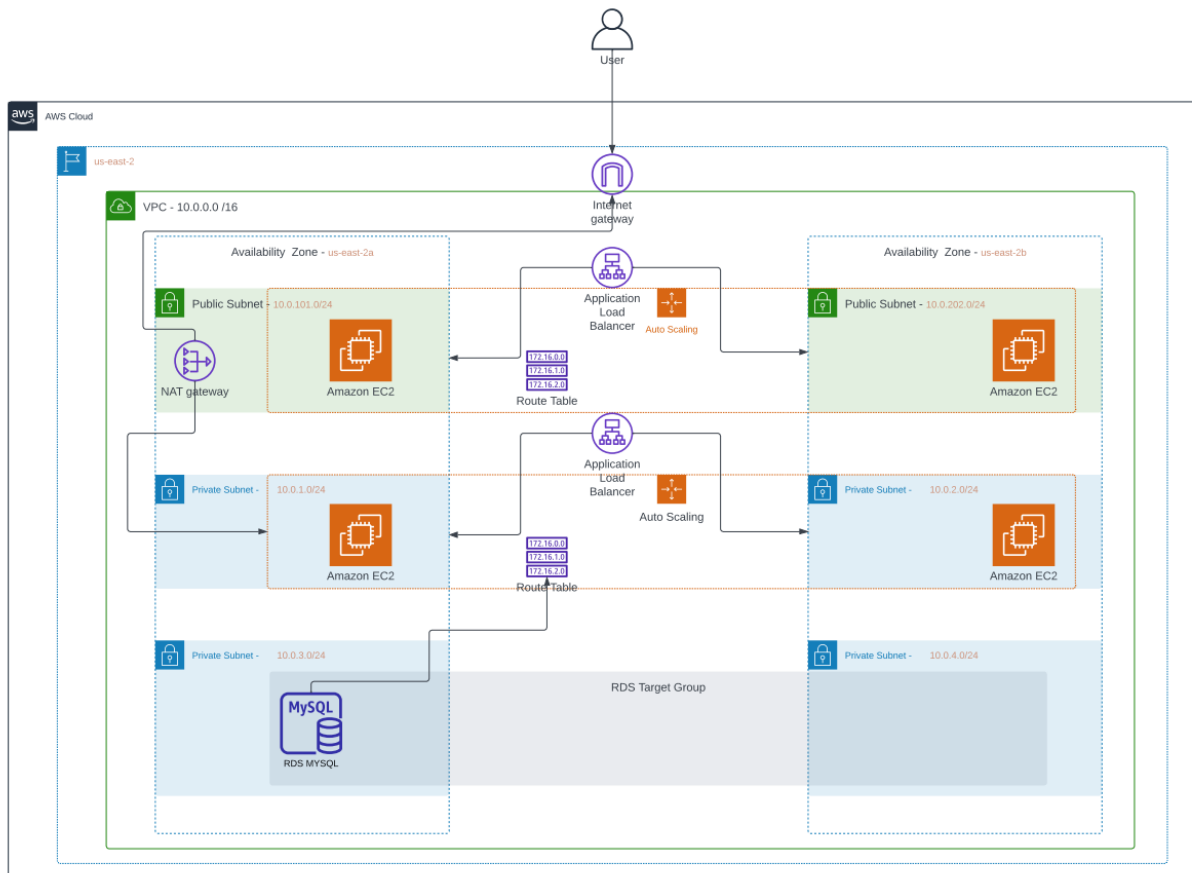 User
aws
AWS Cloud
us-east-2
VPC - 10.0.0.0 /16
Internet
gateway
Availability Zone - us-east-2a
Availability Zone - us-east-2b
Public Subnet - 10.0.101.0/24
Application
Load
Balancer
Auto Scaling
Public Subnet - 10.0.202.0/24
NAT gateway
Amazon EC2
172.16.0.0
172.16.1.0
172.16.2.0
Route Table
Amazon EC2
Private Subnet - 10.0.1.0/24
Application
Load
Balancer
Auto Scaling
Private Subnet - 10.0.2.0/24
Amazon EC2
172.16.0.0
172.16.1.0
172.16.2.0
Route Table
Amazon EC2
Private Subnet - 10.0.3.0/24
Private Subnet - 10.0.4.0/24
RDS Target Group
MySQL
RDS MYSQL